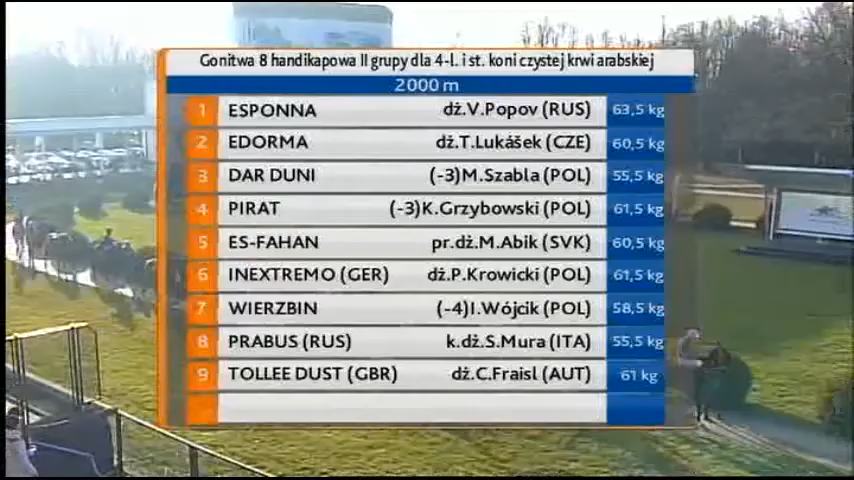 Gonitwa 8 handikapowa II grupy dla 4-l. i st. koni czystej krwi arabskiej
2000 m
1 ESPONNA dż.V.Popov (RUS) 63,5 kg
2 EDORMA dż.T.Lukášek (CZE) 60,5 kg
3 DAR DUNI (-3)M.Szabla (POL) 55,5 kg
4 PIRAT (-3)K.Grzybowski (POL) 61,5 kg
5 ES-FAHAN pr.dż.M.Abik (SVK) 60,5 kg
6 INEXTREMO (GER) dż.P.Krowicki (POL) 61,5 kg
7 WIERZBIN (-4)I.Wójcik (POL) 58,5 kg
8 PRABUS (RUS) k.dż.S.Mura (ITA) 55,5 kg
9 TOLLEE DUST (GBR) dż.C.Fraisl (AUT) 61 kg